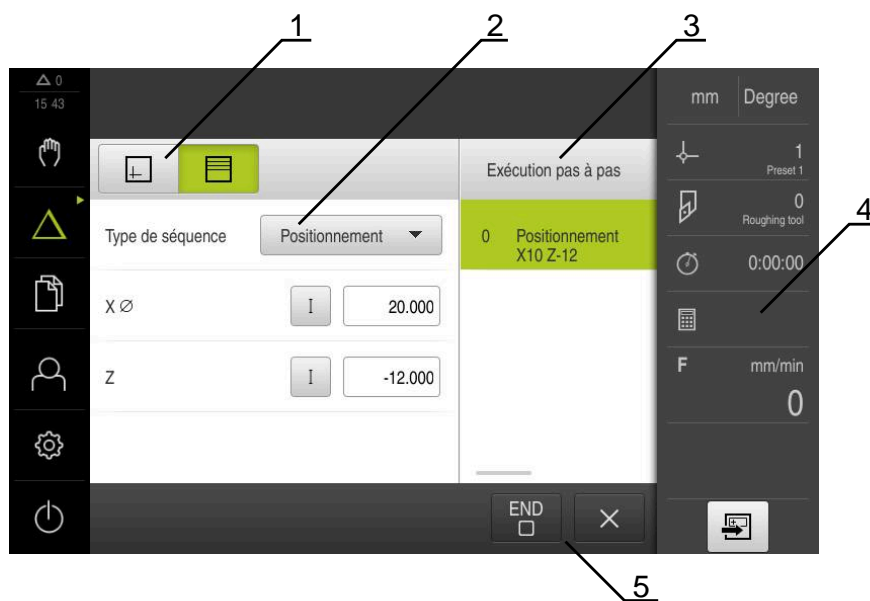 1
2
3
0
15 43
mm Degree
1
Preset 1
Exécution pas à pas
0
Roughing tool
4
Type de séquence Positionnement
0 Positionnement
X10 Z-12
0:00:00
X Ø I 20.000
Z I -12.000
F mm/min
0
END
5